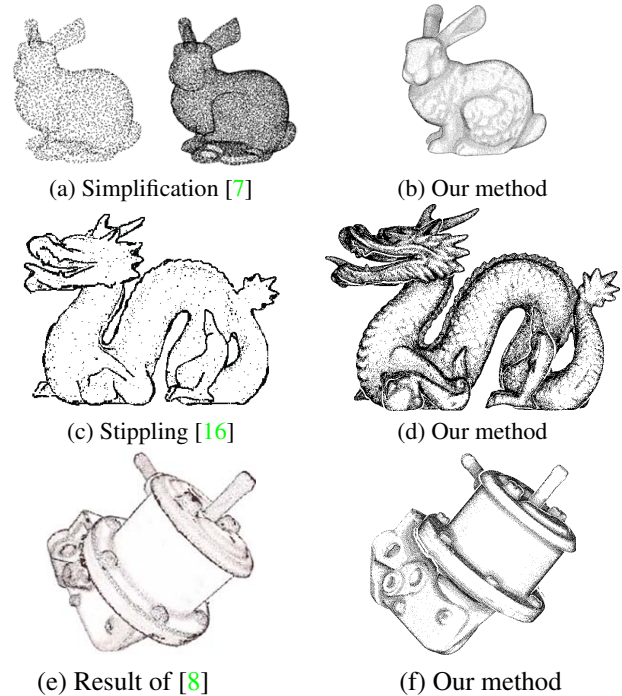 (a) Simplification [7]
(b) Our method
(c) Stippling [16]
(d) Our method
(e) Result of [8]
(f) Our method